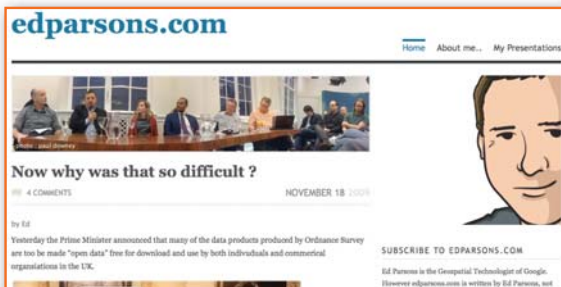 edparsons.com
Home About me.. My Presentations
photo : paul downey
Now why was that so difficult ?
4 COMMENTS
NOVEMBER 18 2009
by Ed
Yesterday the Prime Minister announced that many of the data products produced by Ordnance Survey
are too be made "open data" free for download and use by both indivduals and commerical
organsiations in the UK.
SUBSCRIBE TO EDPARSONS.COM
Ed Parsons is the Geospatial Technologist of Google.
However edparsons.com is written by Ed Parsons, not